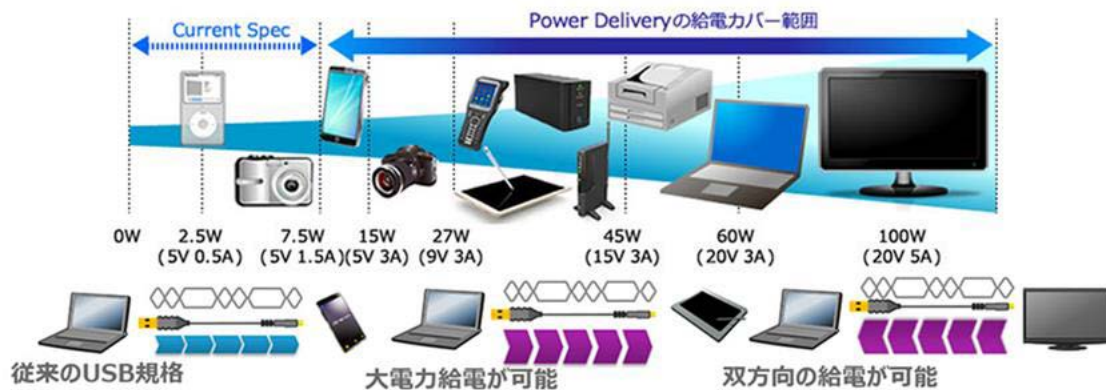 Current Spec
Power Deliveryの給電力カバー範囲
0W
2.5W
(5V 0.5A)
7.5W
(5V 1.5A)
15W
(5V 3A)
27W
(9V 3A)
45W
(15V 3A)
60W
(20V 3A)
100W
(20V 5A)
従来のUSB規格
大電力給電が可能
双方向の給電が可能